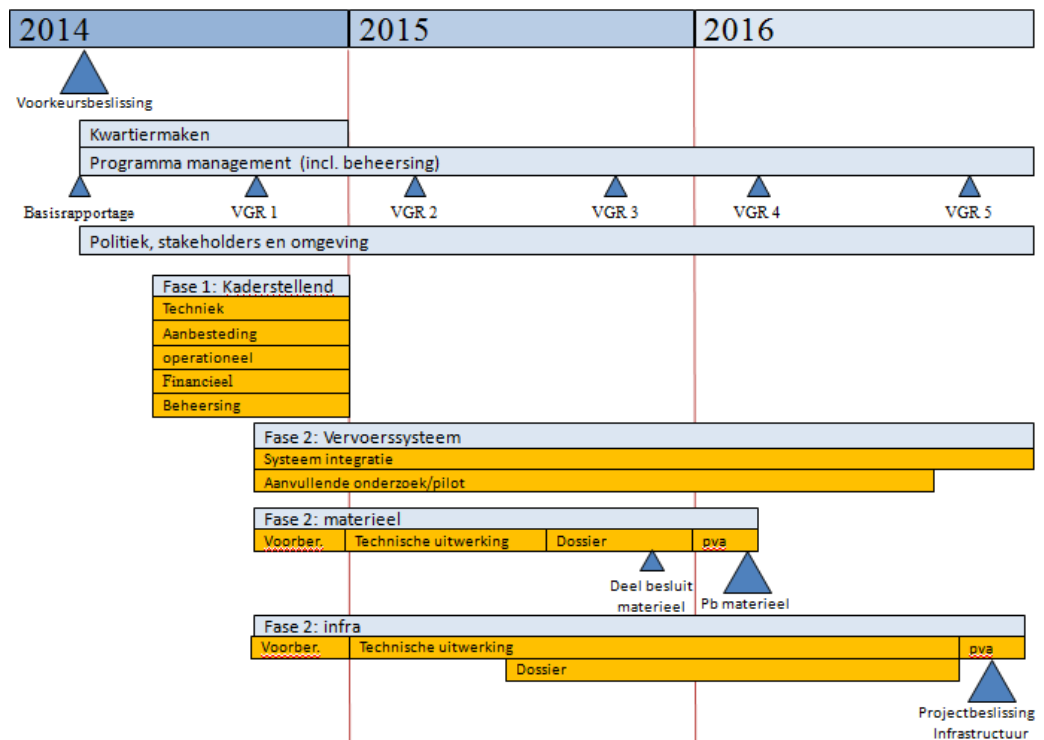 2014 2015 2016
Voorkeursbeslissing
Kwartiermaken
Programma management (incl. beheersing)
Basisrapportage VGR 1 VGR 2 VGR 3 VGR 4 VGR 5
Politiek, stakeholders en omgeving
Fase 1: Kaderstellend
Techniek
Aanbesteding
operationeel
Financieel
Beheersing
Fase 2: Vervoerssysteem
Systeem integratie
Aanvullende onderzoek/pilot
Fase 2: materieel
Voorber. Technische uitwerking Dossier pva
Deel besluit
materieel
Pb materieel
Fase 2: infra
Voorber. Technische uitwerking pva
Dossier
Projectbeslissing
Infrastructuur